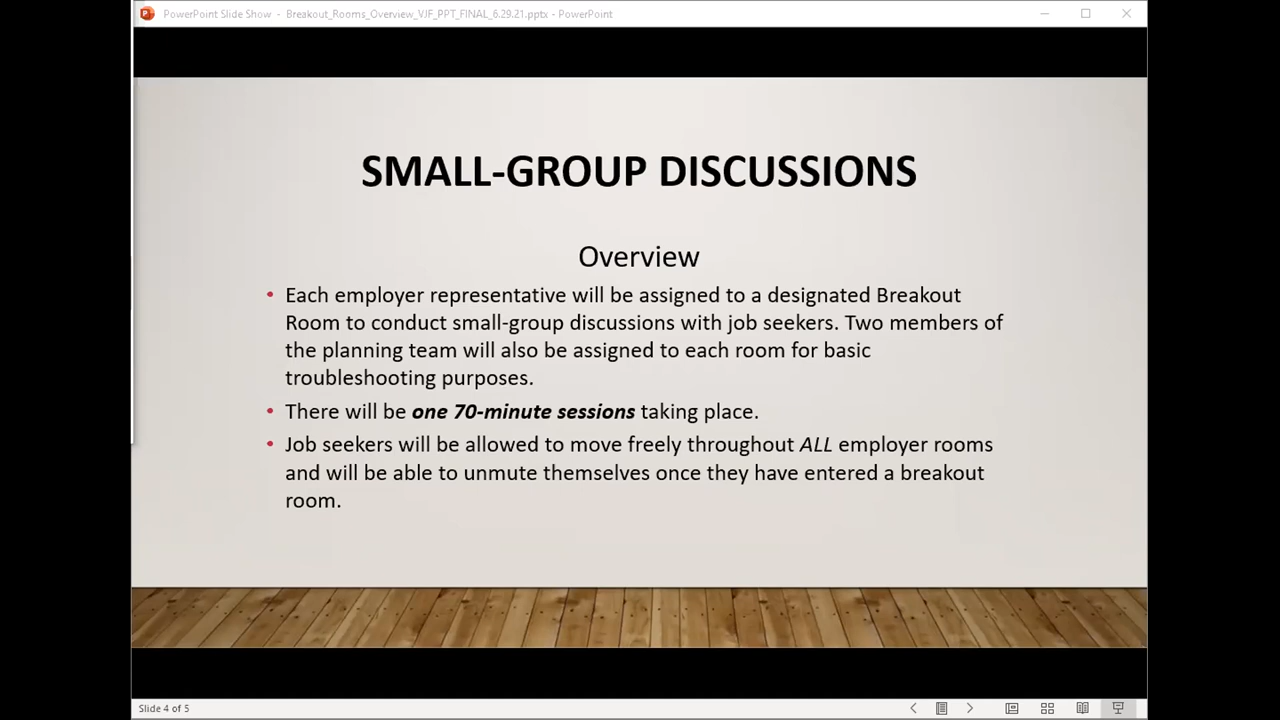 PowerPoint Slide Show - Breakout_Rooms_Overview_VJF_PPT_FINAL_6.29.21.pptx - PowerPoint
SMALL-GROUP DISCUSSIONS
Overview
• Each employer representative will be assigned to a designated Breakout
Room to conduct small-group discussions with job seekers. Two members of
the planning team will also be assigned to each room for basic
troubleshooting purposes.
• There will be one 70-minute sessions taking place.
• Job seekers will be allowed to move freely throughout ALL employer rooms
and will be able to unmute themselves once they have entered a breakout
room.
Slide 4 of 5